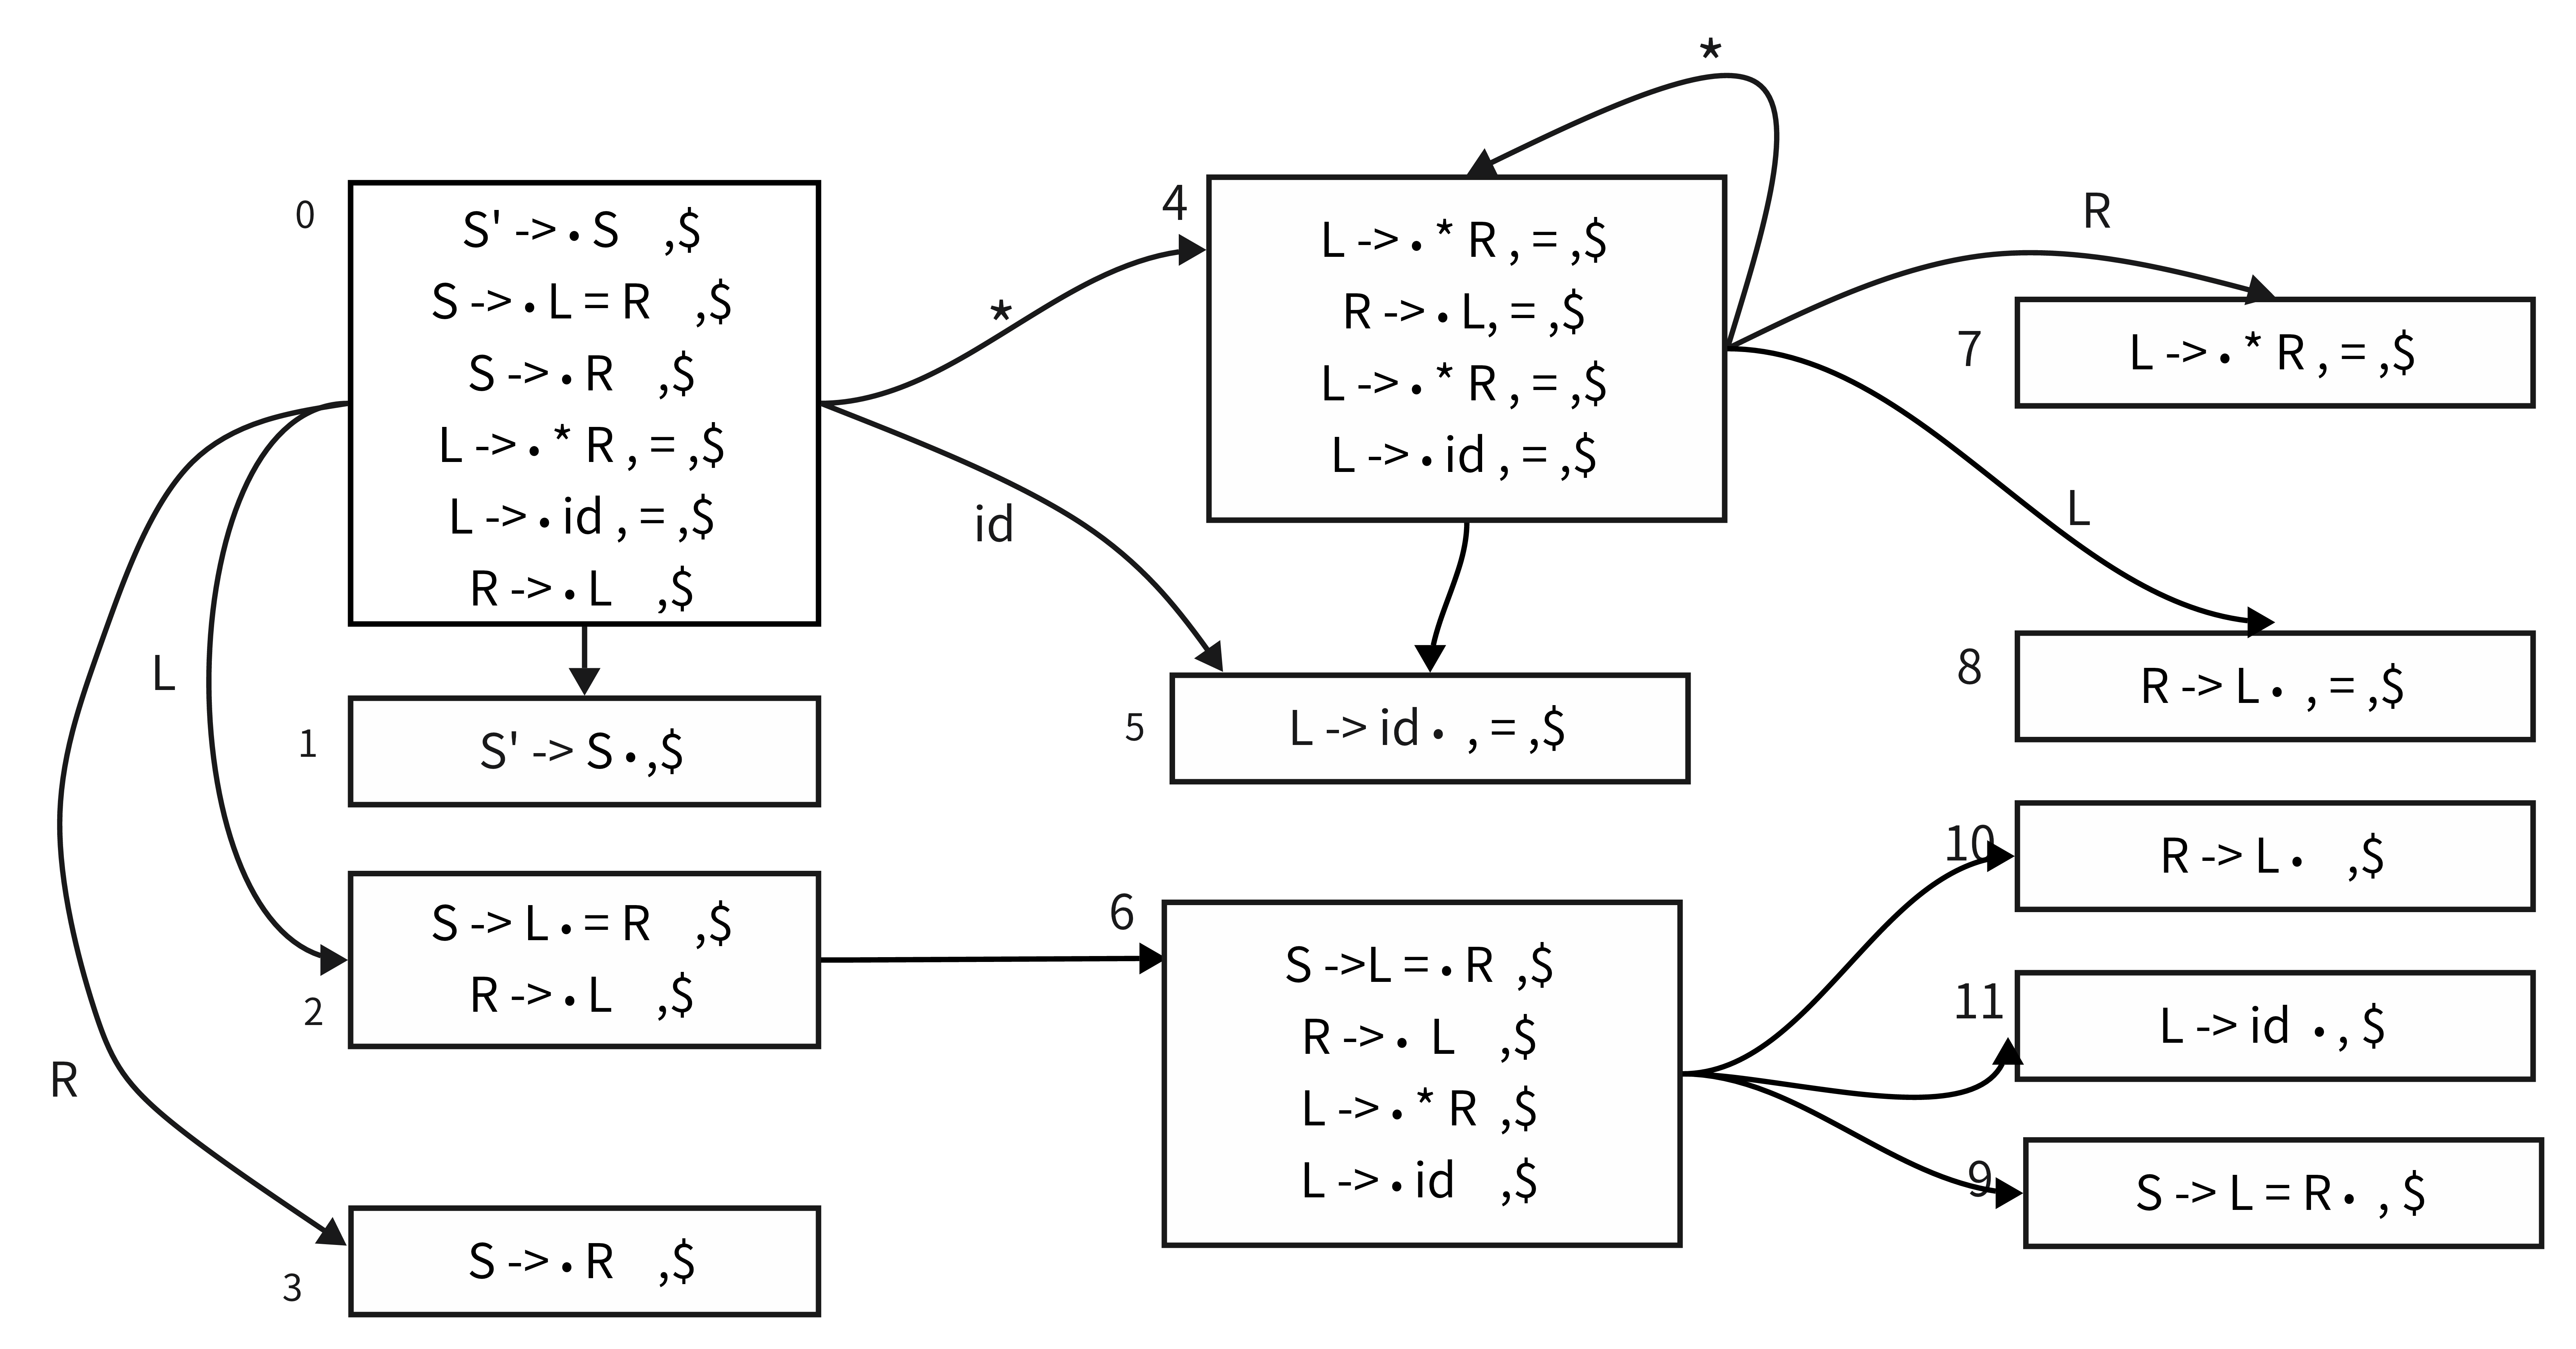 *
0
S' -> • S ,$
S -> • L = R ,$
S -> • R ,$
L -> • * R , = ,$
L -> • id , = ,$
R -> • L ,$
*
id
4
L -> • * R , = ,$
R -> • L, = ,$
L -> • * R , = ,$
L -> • id , = ,$
R
7
L -> • * R , = ,$
L
8
R -> L • , = ,$
L
1
S' -> S • ,$
5
L -> id • , = ,$
10
R -> L • ,$
2
S -> L • = R ,$
R -> • L ,$
6
S ->L = • R ,$
R -> • L ,$
L -> • * R ,$
L -> • id ,$
11
L -> id • , $
R
9
S -> L = R • , $
3
S -> • R ,$